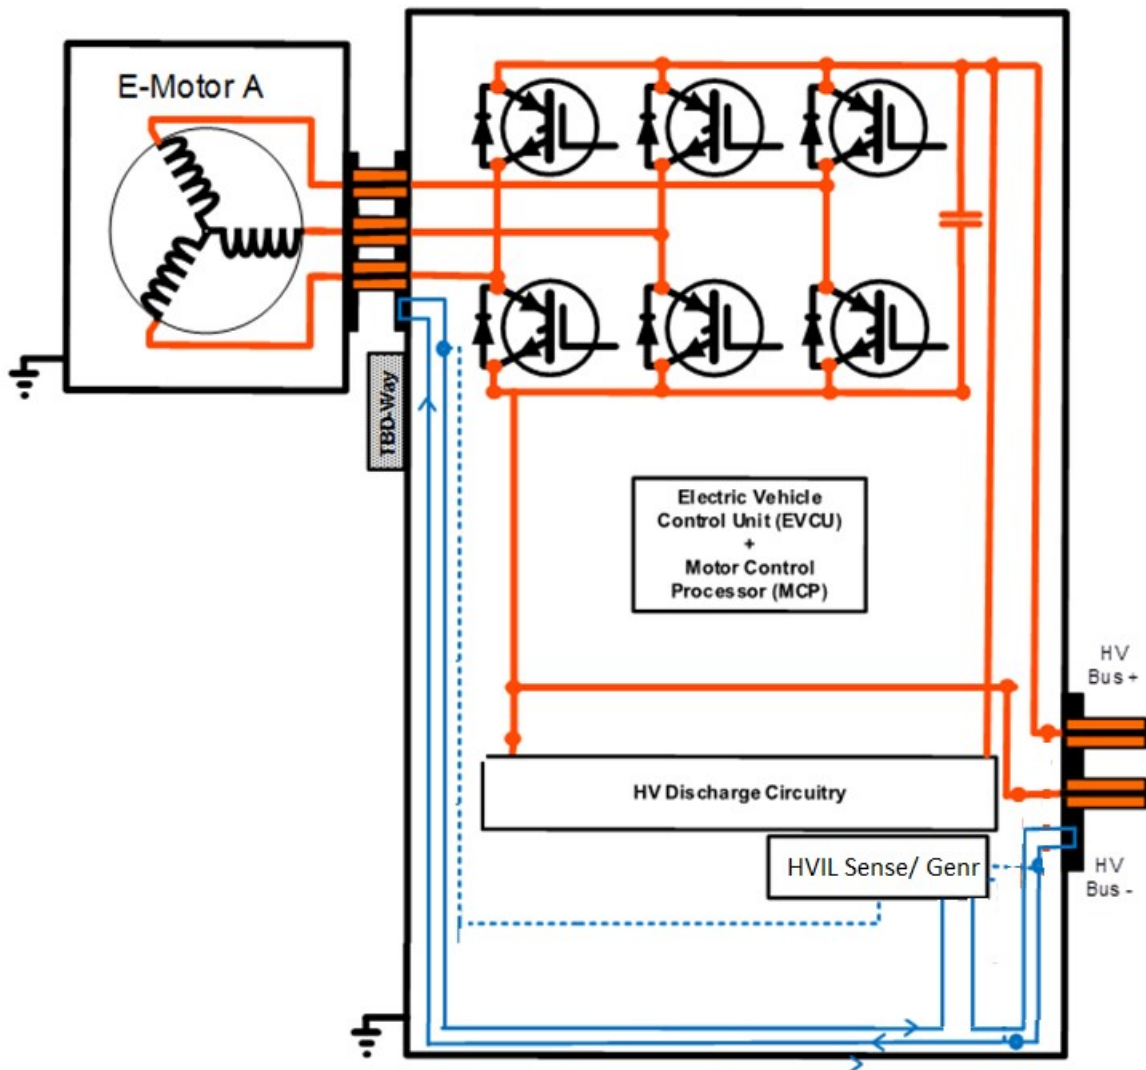 E-Motor A
TBD-Way
Electric Vehicle
Control Unit (EVCU)
+
Motor Control
Processor (MCP)
HV
Bus +
HV Discharge Circuitry
HVIL Sense/ Genr
HV
Bus -